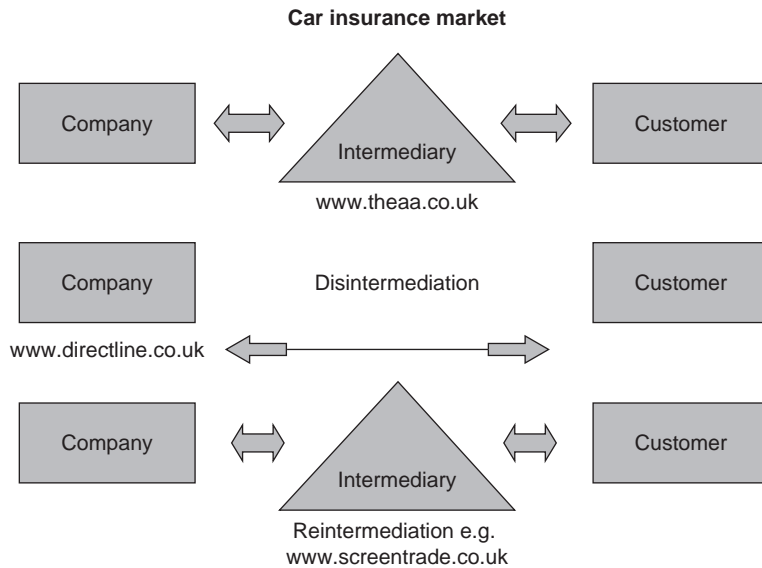 Car insurance market
Company
Intermediary
Customer
www.theaa.co.uk
Company
Disintermediation
Customer
www.directline.co.uk
Company
Intermediary
Customer
Reintermediation e.g.
www.screentrade.co.uk